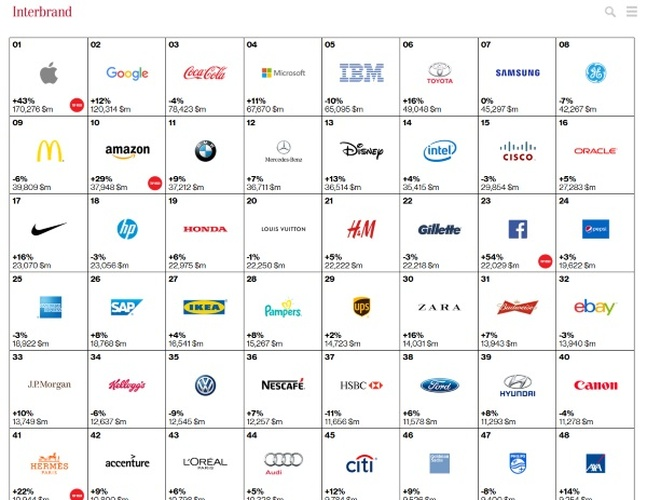 Interbrand
01
+43%
170,276 $m
02
Google
+12%
120,314 $m
03
Coca-Cola
-4%
78,423 $m
04
Microsoft
+11%
67,670 $m
05
IBM
-10%
65,095 $m
06
TOYOTA
+16%
49,048 $m
07
SAMSUNG
0%
45,297 $m
08
-7%
42,267 $m
09
-6%
39,809 $m
10
amazon
+29%
37,948 $m
11
+9%
37,212 $m
12
Mercedes-Benz
+7%
36,711 $m
13
Disney
+13%
36,514 $m
14
intel
+4%
35,415 $m
15
CISCO
-3%
29,854 $m
16
ORACLE
+5%
27,283 $m
17
+16%
23,070 $m
18
hp
-3%
23,056 $m
19
HONDA
+6%
22,975 $m
20
LOUIS VUITTON
-1%
22,250 $m
21
H&M
+5%
22,222 $m
22
Gillette
-3%
22,218 $m
23
f
+54%
22,029 $m
24
pepsi
+3%
19,622 $m
25
-3%
18,922 $m
26
SAP
+8%
18,768 $m
27
IKEA
+4%
16,541 $m
28
Pampers
+8%
15,267 $m
29
ups
+2%
14,723 $m
30
ZARA
+16%
14,031 $m
31
Budweiser
+7%
13,943 $m
32
ebay
-3%
13,940 $m
33
J.P.Morgan
+10%
13,749 $m
34
Kellogg's
-6%
12,637 $m
35
-9%
12,545 $m
36
NESCAFÉ
+7%
12,257 $m
37
HSBC
-11%
11,656 $m
38
Ford
+6%
11,578 $m
39
HYUNDAI
+8%
11,293 $m
40
Canon
-4%
11,278 $m
41
HERMÈS
PARIS
+22%
42
accenture
+9%
43
L'ORÉAL
PARIS
+6%
44
Audi
+5%
45
citi
+12%
46
+9%
47
PHILIPS
-8%
48
AXA
+14%